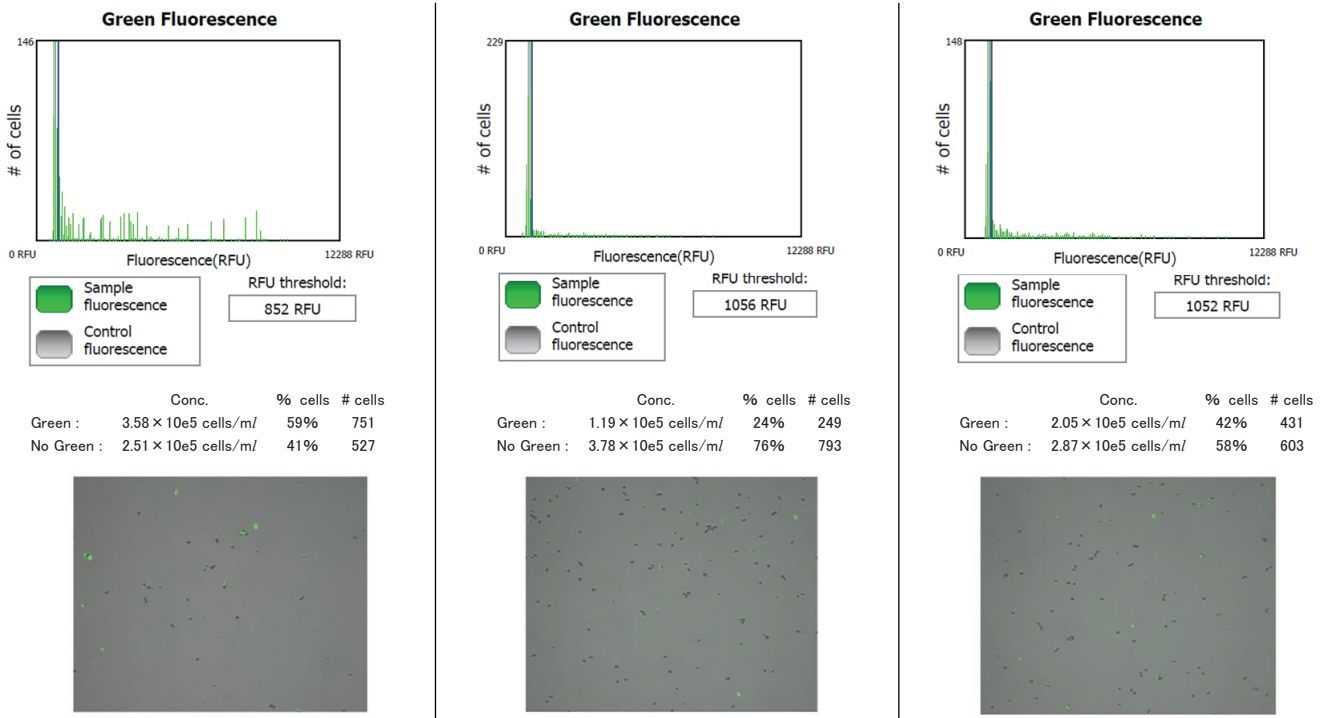 Green Fluorescence
146
# of cells
0 RFU
Fluorescence(RFU)
12288 RFU
Sample
fluorescence
Control
fluorescence
RFU threshold:
852 RFU
Conc. % cells # cells
Green : 3.58×10e5 cells/ml 59% 751
No Green : 2.51×10e5 cells/ml 41% 527
Green Fluorescence
229
# of cells
0 RFU
Fluorescence(RFU)
12288 RFU
Sample
fluorescence
Control
fluorescence
RFU threshold:
1056 RFU
Conc. % cells # cells
Green : 1.19×10e5 cells/ml 24% 249
No Green : 3.78×10e5 cells/ml 76% 793
Green Fluorescence
148
# of cells
0 RFU
Fluorescence(RFU)
12288 RFU
Sample
fluorescence
Control
fluorescence
RFU threshold:
1052 RFU
Conc. % cells # cells
Green : 2.05×10e5 cells/ml 42% 431
No Green : 2.87×10e5 cells/ml 58% 603